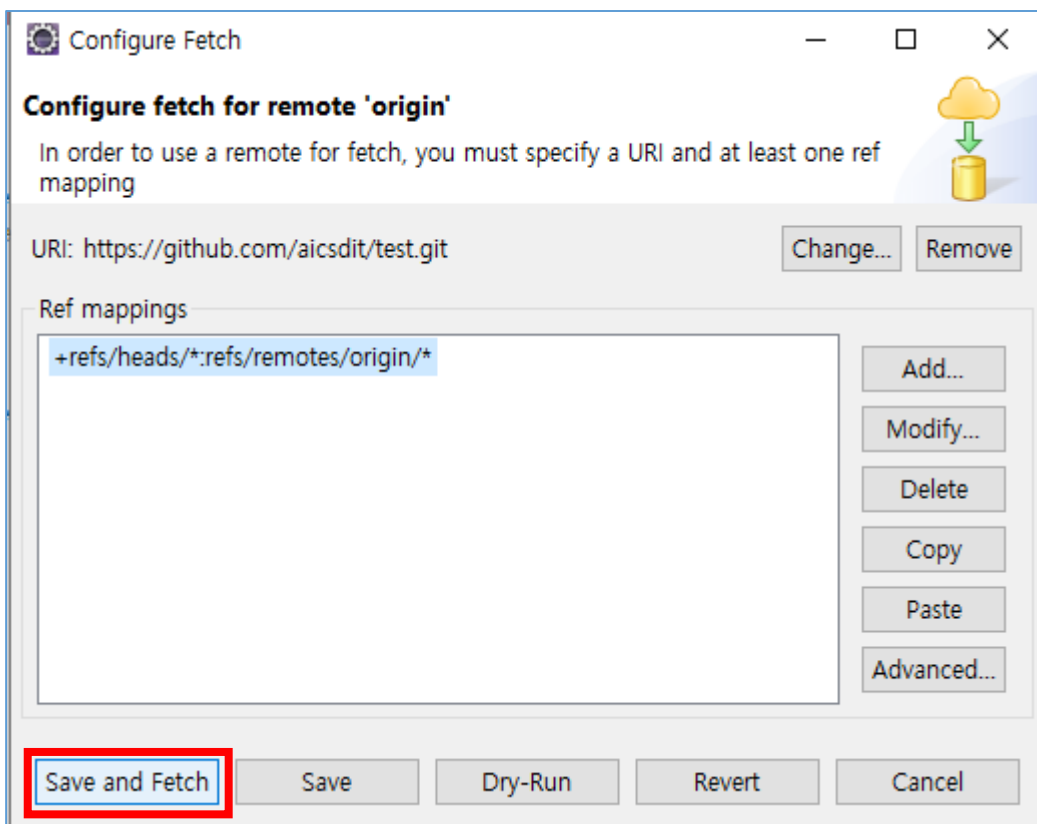 Configure Fetch
Configure fetch for remote 'origin'
In order to use a remote for fetch, you must specify a URI and at least one ref
mapping
URI: https://github.com/aicsdit/test.git
Change...
Remove
Ref mappings
+refs/heads/*:refs/remotes/origin/*
Add...
Modify...
Delete
Copy
Paste
Advanced...
Save and Fetch
Save
Dry-Run
Revert
Cancel